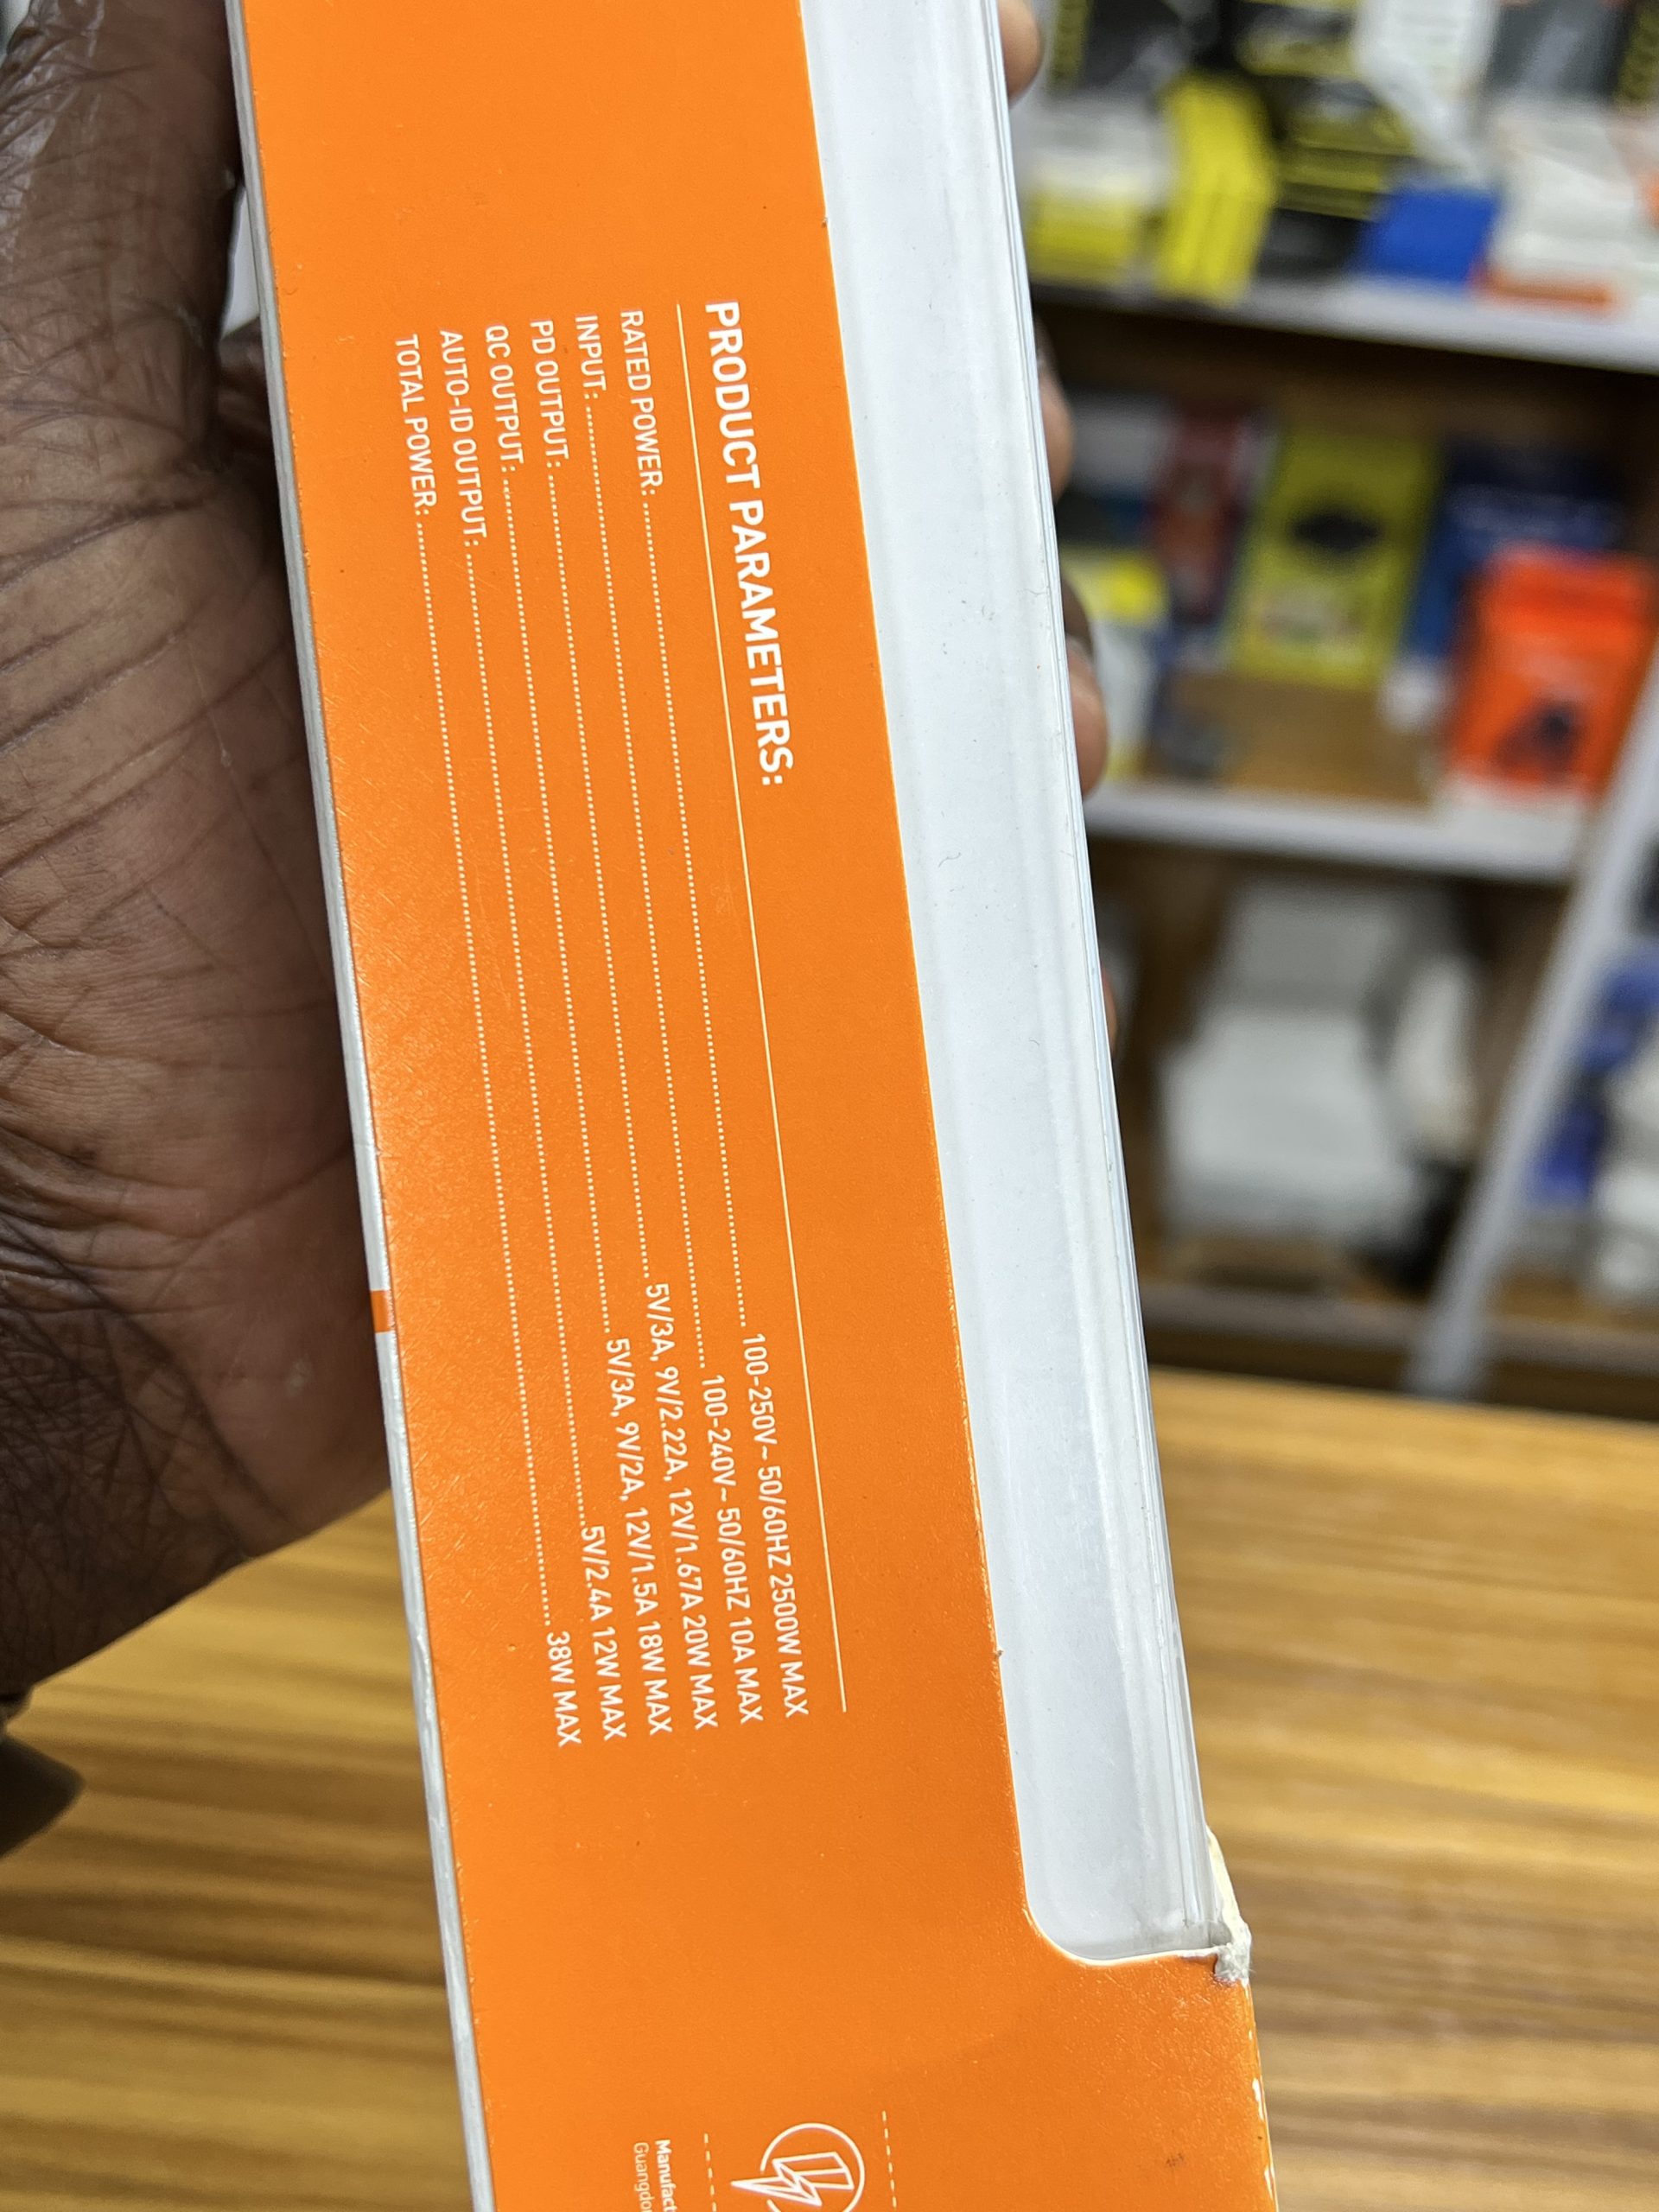 PRODUCT PARAMETERS:
RATED POWER: ........ 100-250V~ 50/60HZ 2500W MAX
INPUT: ........ 100-240V~ 50/60HZ 10A MAX
PD OUTPUT: ........ 5V/3A, 9V/2.22A, 12V/1.67A 20W MAX
QC OUTPUT: ........ 5V/3A, 9V/2A, 12V/1.5A 18W MAX
AUTO-ID OUTPUT: ........ 5V/2.4A 12W MAX
TOTAL POWER: ........ 38W MAX